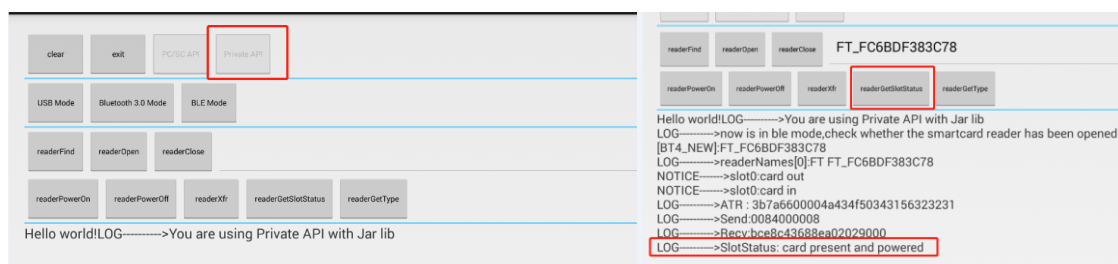 clear exit PC/SC API Private API
USB Mode Bluetooth 3.0 Mode BLE Mode
readerFind readerOpen readerClose
readerPowerOn readerPowerOff readerXfr readerGetSlotStatus readerGetType
Hello world!LOG---------->You are using Private API with Jar lib
readerFind readerOpen readerClose FT_FC6BDF383C78
readerPowerOn readerPowerOff readerXfr readerGetSlotStatus readerGetType
Hello world!LOG---------->You are using Private API with Jar lib
LOG---------->now is in ble mode,check whether the smartcard reader has been opened
[BT4_NEW]:FT_FC6BDF383C78
LOG---------->readerNames[0]:FT FT_FC6BDF383C78
NOTICE------->slot0:card out
NOTICE------->slot0:card in
LOG---------->ATR : 3b7a6600004a434f50343156323231
LOG---------->Send:0084000008
LOG---------->Recv:bce8c43688ea02029000
LOG---------->SlotStatus: card present and powered